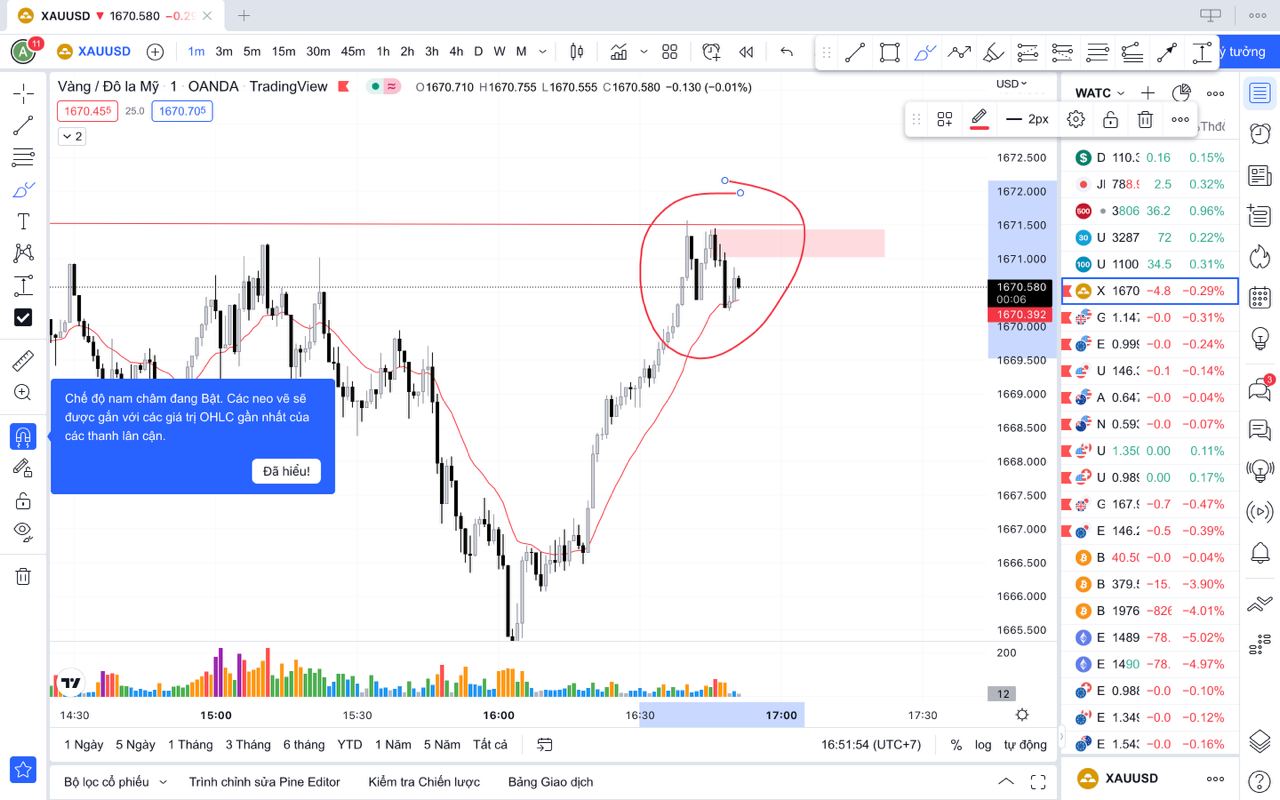 XAUUSD ▼ 1670.580 −0.29
A 11 XAUUSD 1m 3m 5m 15m 30m 45m 1h 2h 3h 4h D W M ý tưởng
Vàng / Đô la Mỹ · 1 · OANDA · TradingView O1670.710 H1670.755 L1670.555 C1670.580 −0.130 (−0.01%)
USD
1670.455 25.0 1670.705
2
2px
1672.500
1672.000
1671.500
1671.000
1670.580
00:06
1670.392
1670.000
1669.500
1669.000
1668.500
1668.000
1667.500
1667.000
1666.500
1666.000
1665.500
200
12
Chế độ nam châm đang Bật. Các neo vẽ sẽ
được gắn với các giá trị OHLC gần nhất của
các thanh lân cận.
Đã hiểu!
14:30 15:00 15:30 16:00 16:30 17:00 17:30
1 Ngày 5 Ngày 1 Tháng 3 Tháng 6 tháng YTD 1 Năm 5 Năm Tất cả 16:51:54 (UTC+7) % log tự động
Bộ lọc cổ phiếu Trình chỉnh sửa Pine Editor Kiểm tra Chiến lược Bảng Giao dịch
WATC
D 110.3 0.16 0.15%
788.9 2.5 0.32%
500 3806 36.2 0.96%
30 U 3287 72 0.22%
100 U 1100 34.5 0.31%
X 1670 −4.8 −0.29%
G 1.147 −0.0 −0.31%
E 0.999 −0.0 −0.24%
U 146.3 −0.1 −0.14%
A 0.647 −0.0 −0.04%
N 0.592 −0.0 −0.07%
U 1.350 0.00 0.11%
U 0.989 0.00 0.17%
G 167.9 −0.7 −0.47%
E 146.2 −0.5 −0.39%
B 40.50 −0.0 −0.04%
B 379.5 −15. −3.90%
B 1976 −826 −4.01%
E 1489 −78. −5.02%
E 1490 −78. −4.97%
E 0.988 −0.0 −0.10%
E 1.349 −0.0 −0.12%
E 1.543 −0.0 −0.16%
XAUUSD
3